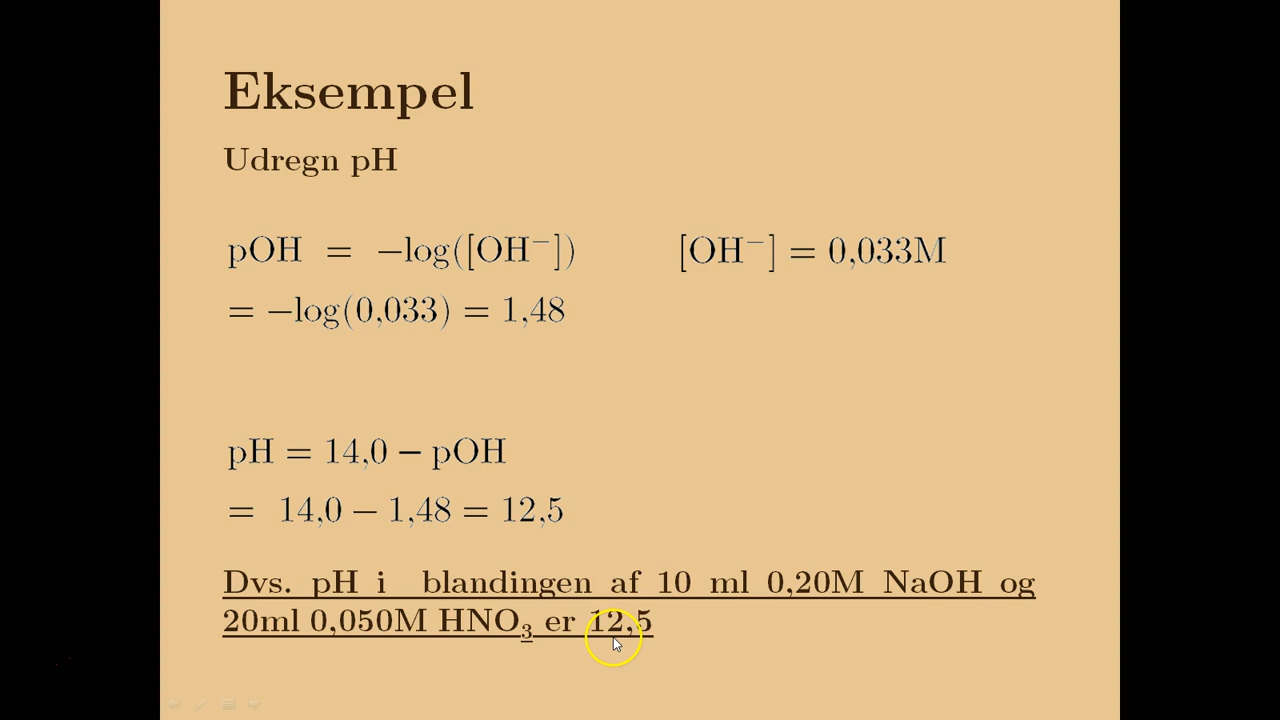 Eksempel
Udregn pH
pOH = −log([OH⁻]) [OH⁻] = 0,033M
= −log(0,033) = 1,48
pH = 14,0 − pOH
= 14,0 − 1,48 = 12,5
Dvs. pH i blandingen af 10 ml 0,20M NaOH og
20ml 0,050M HNO₃ er 12,5